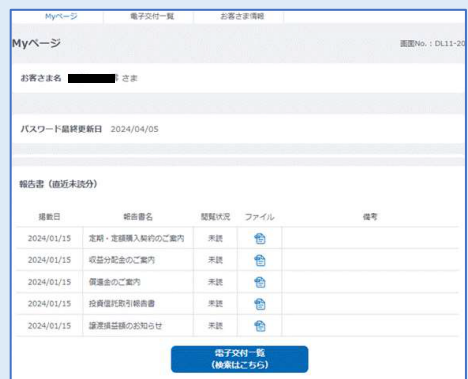 Myページ 電子交付一覧 お客さま情報
Myページ 画面No.：DL11-20
お客さま名 さま
パスワード最終更新日 2024/04/05
報告書（直近未読分）
掲載日 報告書名 閲覧状況 ファイル 備考
2024/01/15 定期・定額購入契約のご案内 未読
2024/01/15 収益分配金のご案内 未読
2024/01/15 償還金のご案内 未読
2024/01/15 投資信託取引報告書 未読
2024/01/15 譲渡損益額のお知らせ 未読
電子交付一覧
（検索はこちら）